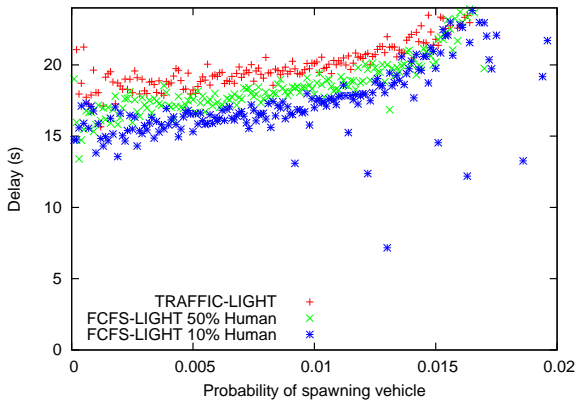 20
15
10
5
0
Delay (s)
TRAFFIC-LIGHT
FCFS-LIGHT 50% Human
FCFS-LIGHT 10% Human
0 0.005 0.01 0.015 0.02
Probability of spawning vehicle